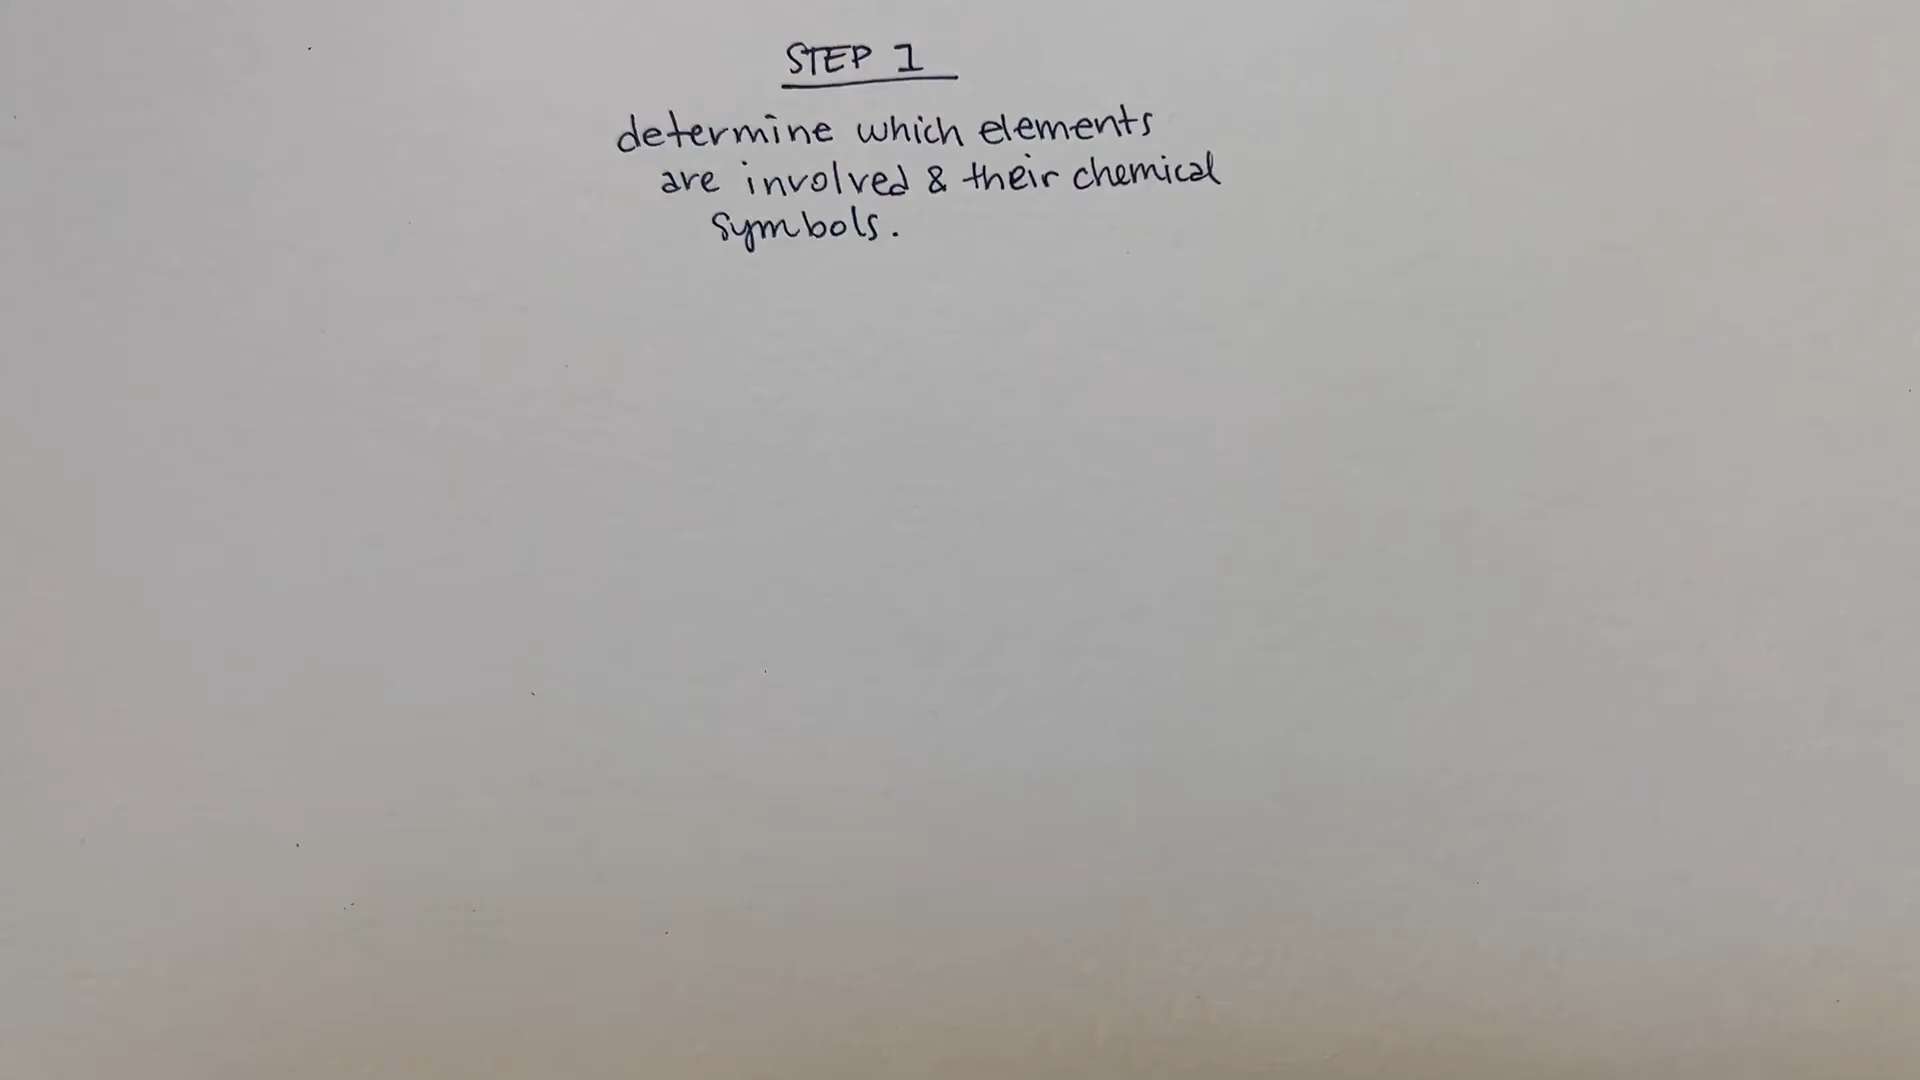 STEP 1
determine which elements
are involved & their chemical
symbols.